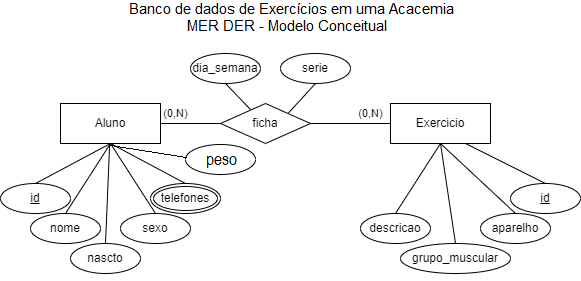 Banco de dados de Exercícios em uma Acacemia
MER DER - Modelo Conceitual
dia_semana
serie
Aluno
(0,N)
ficha
(0,N)
Exercicio
peso
id
telefones
id
nome
sexo
descricao
aparelho
nascto
grupo_muscular